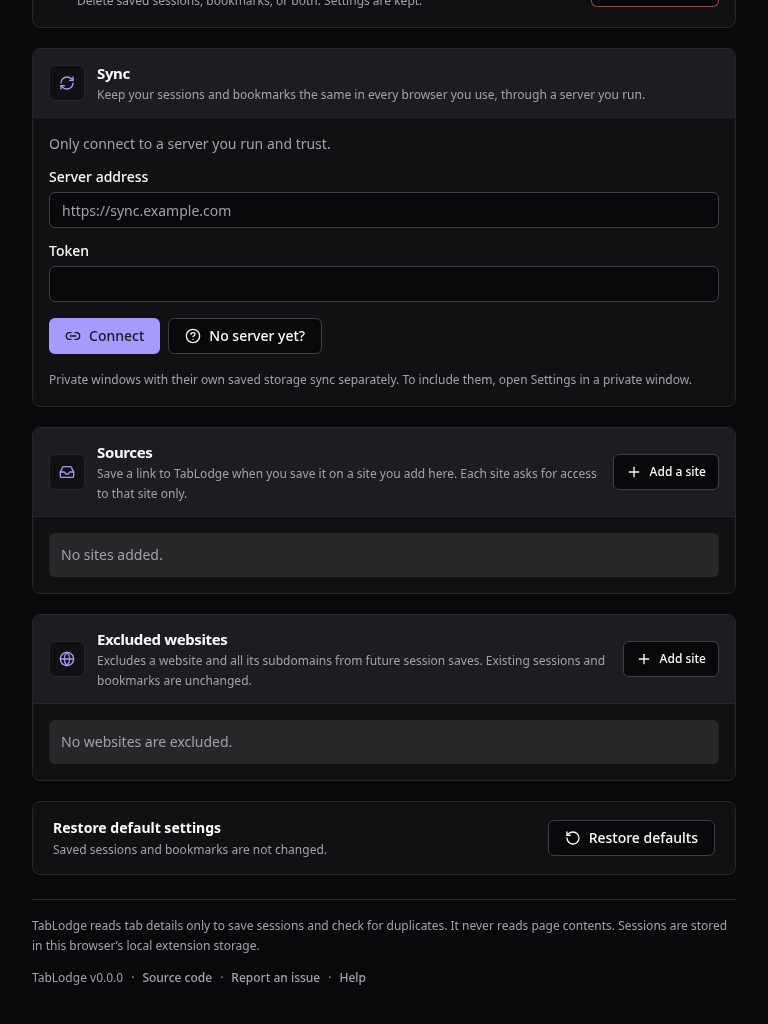 Delete saved sessions, bookmarks, or both. Settings are kept.
Sync
Keep your sessions and bookmarks the same in every browser you use, through a server you run.
Only connect to a server you run and trust.
Server address
https://sync.example.com
Token
Connect
No server yet?
Private windows with their own saved storage sync separately. To include them, open Settings in a private window.
Sources
Save a link to TabLodge when you save it on a site you add here. Each site asks for access
to that site only.
Add a site
No sites added.
Excluded websites
Excludes a website and all its subdomains from future session saves. Existing sessions and
bookmarks are unchanged.
Add site
No websites are excluded.
Restore default settings
Saved sessions and bookmarks are not changed.
Restore defaults
TabLodge reads tab details only to save sessions and check for duplicates. It never reads page contents. Sessions are stored
in this browser’s local extension storage.
TabLodge v0.0.0 · Source code · Report an issue · Help